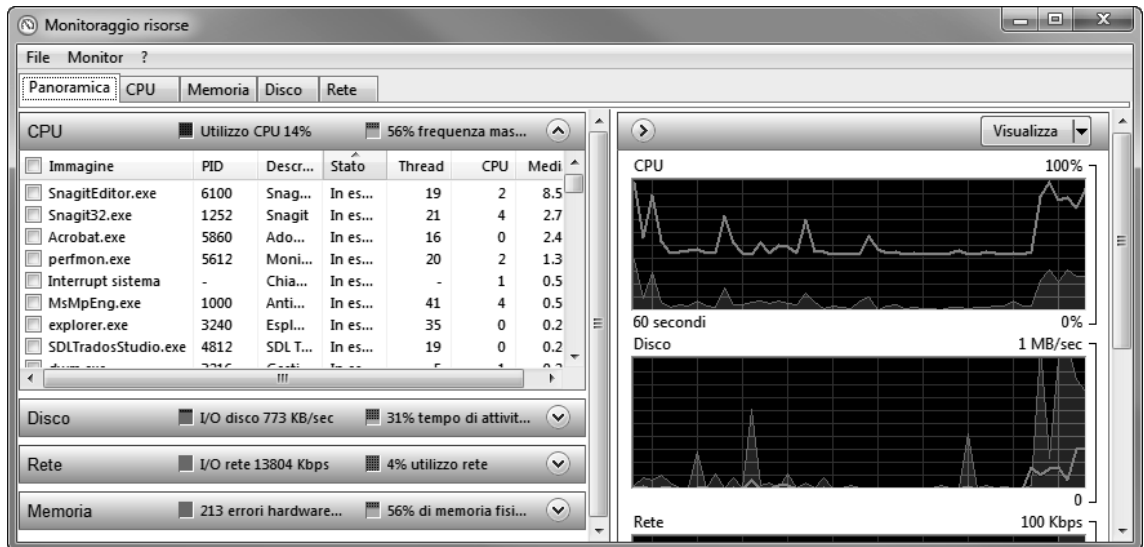 Monitoraggio risorse
File Monitor ?
Panoramica CPU Memoria Disco Rete
CPU Utilizzo CPU 14% 56% frequenza mas...
Immagine PID Descr... Stato Thread CPU Medi
SnagitEditor.exe 6100 Snag... In es... 19 2 8.5
Snagit32.exe 1252 Snagit In es... 21 4 2.7
Acrobat.exe 5860 Ado... In es... 16 0 2.4
perfmon.exe 5612 Moni... In es... 20 2 1.3
Interrupt sistema - Chia... In es... - 1 0.5
MsMpEng.exe 1000 Anti... In es... 41 4 0.5
explorer.exe 3240 Espl... In es... 35 0 0.2
SDLTradosStudio.exe 4812 SDL T... In es... 19 0 0.2
Disco I/O disco 773 KB/sec 31% tempo di attivit...
Rete I/O rete 13804 Kbps 4% utilizzo rete
Memoria 213 errori hardware... 56% di memoria fisi...
Visualizza
CPU 100%
60 secondi 0%
Disco 1 MB/sec
0
Rete 100 Kbps